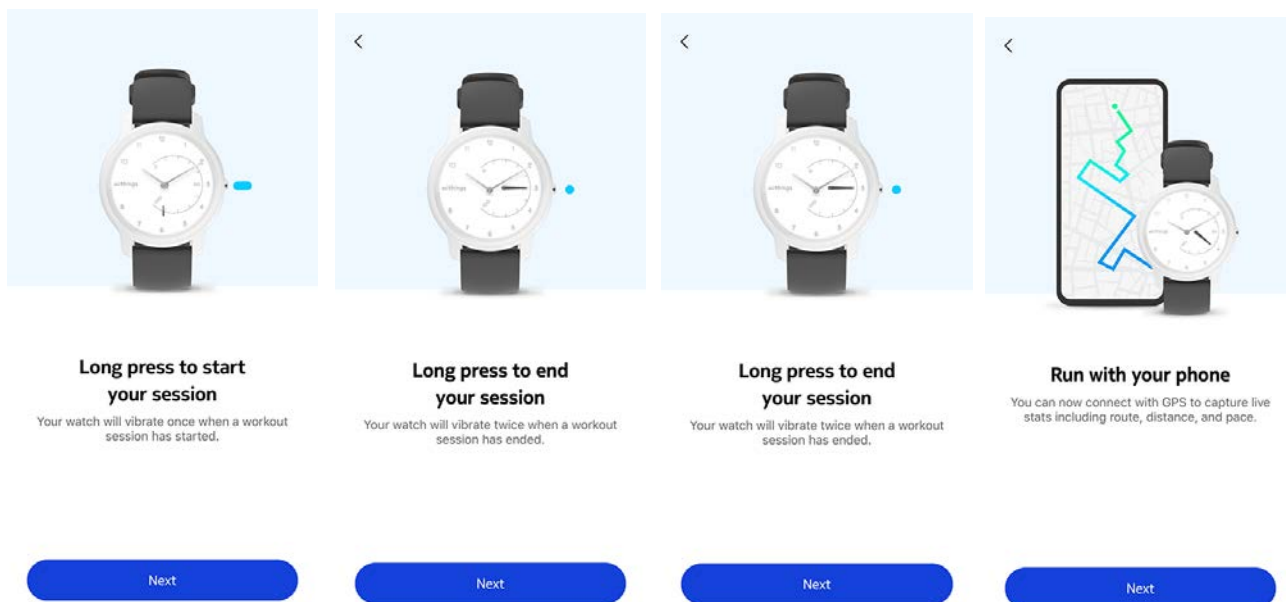 Long press to start
your session
Your watch will vibrate once when a workout
session has started.
Next
Long press to end
your session
Your watch will vibrate twice when a workout
session has ended.
Next
Long press to end
your session
Your watch will vibrate twice when a workout
session has ended.
Next
Run with your phone
You can now connect with GPS to capture live
stats including route, distance, and pace.
Next